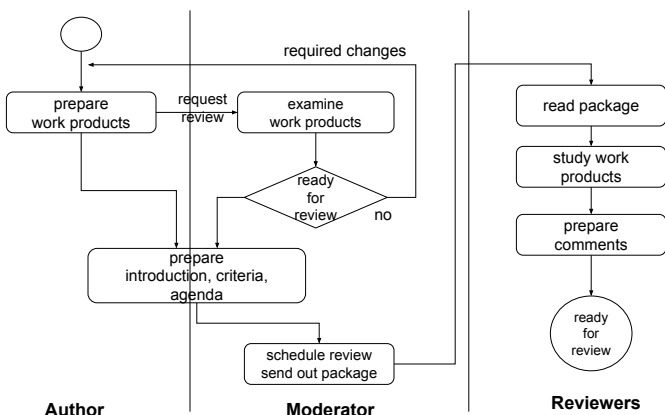 required changes
prepare
work products
request
review
examine
work products
ready
for
review
no
prepare
introduction, criteria,
agenda
schedule review
send out package
read package
study work
products
prepare
comments
ready
for
review
Author
Moderator
Reviewers